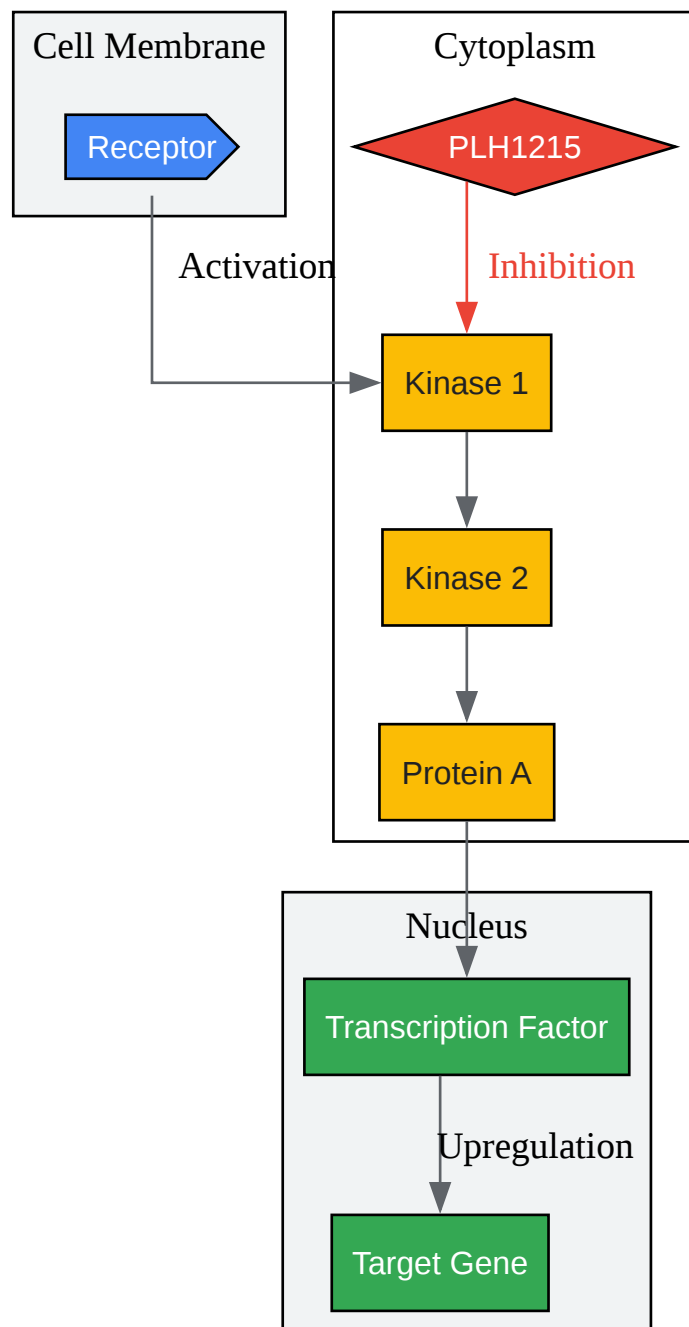 Cell Membrane
Receptor
Cytoplasm
PLH1215
Activation
Inhibition
Kinase 1
Kinase 2
Protein A
Nucleus
Transcription Factor
Upregulation
Target Gene